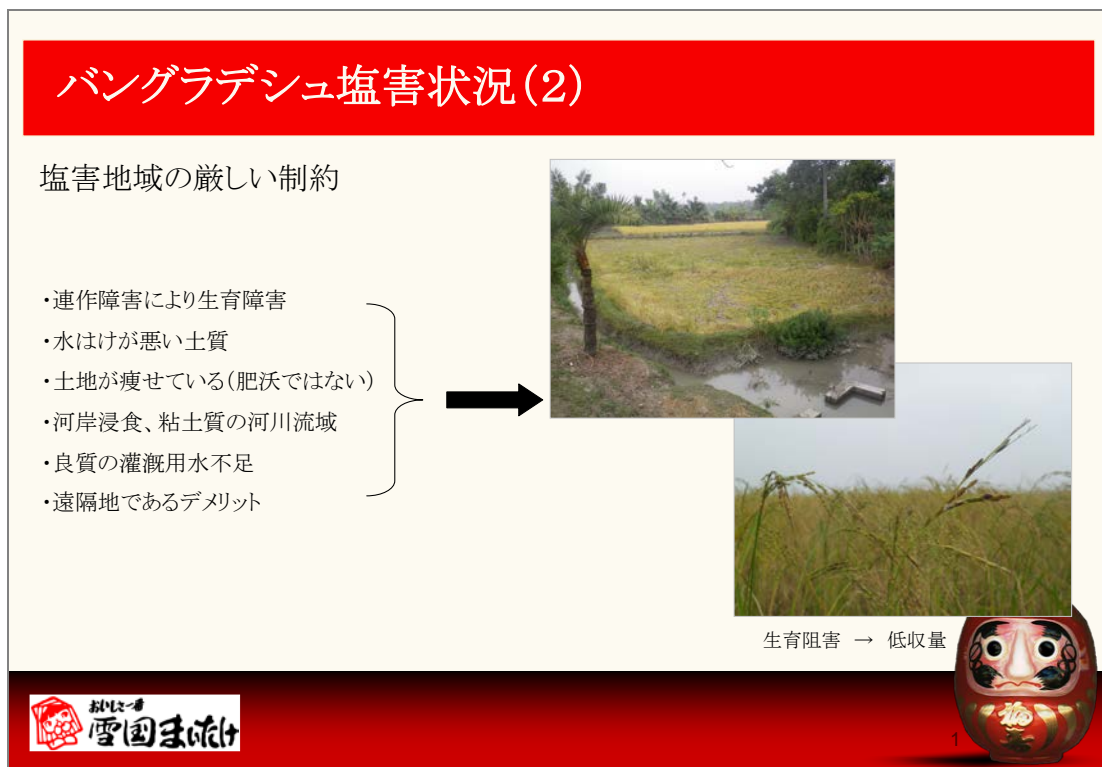 バングラデシュ塩害状況(2)
塩害地域の厳しい制約
・連作障害により生育障害
・水はけが悪い土質
・土地が痩せている(肥沃ではない)
・河岸浸食、粘土質の河川流域
・良質の灌漑用水不足
・遠隔地であるデメリット
生育阻害 → 低収量
おいしさ一番
雪国まいたけ
1